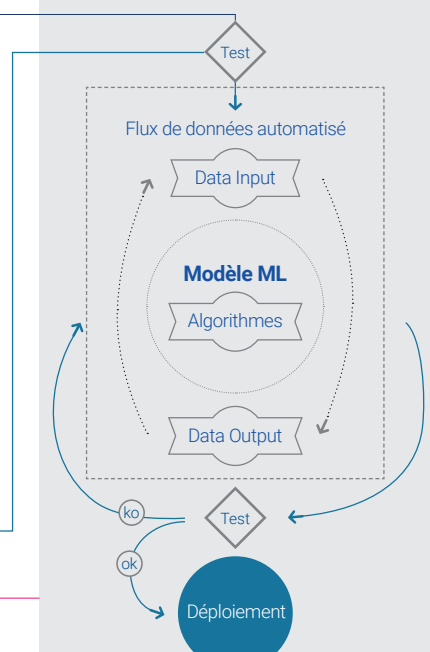 Test
Flux de données automatisé
Data Input
Modèle ML
Algorithmes
Data Output
ko
Test
ok
Déploiement